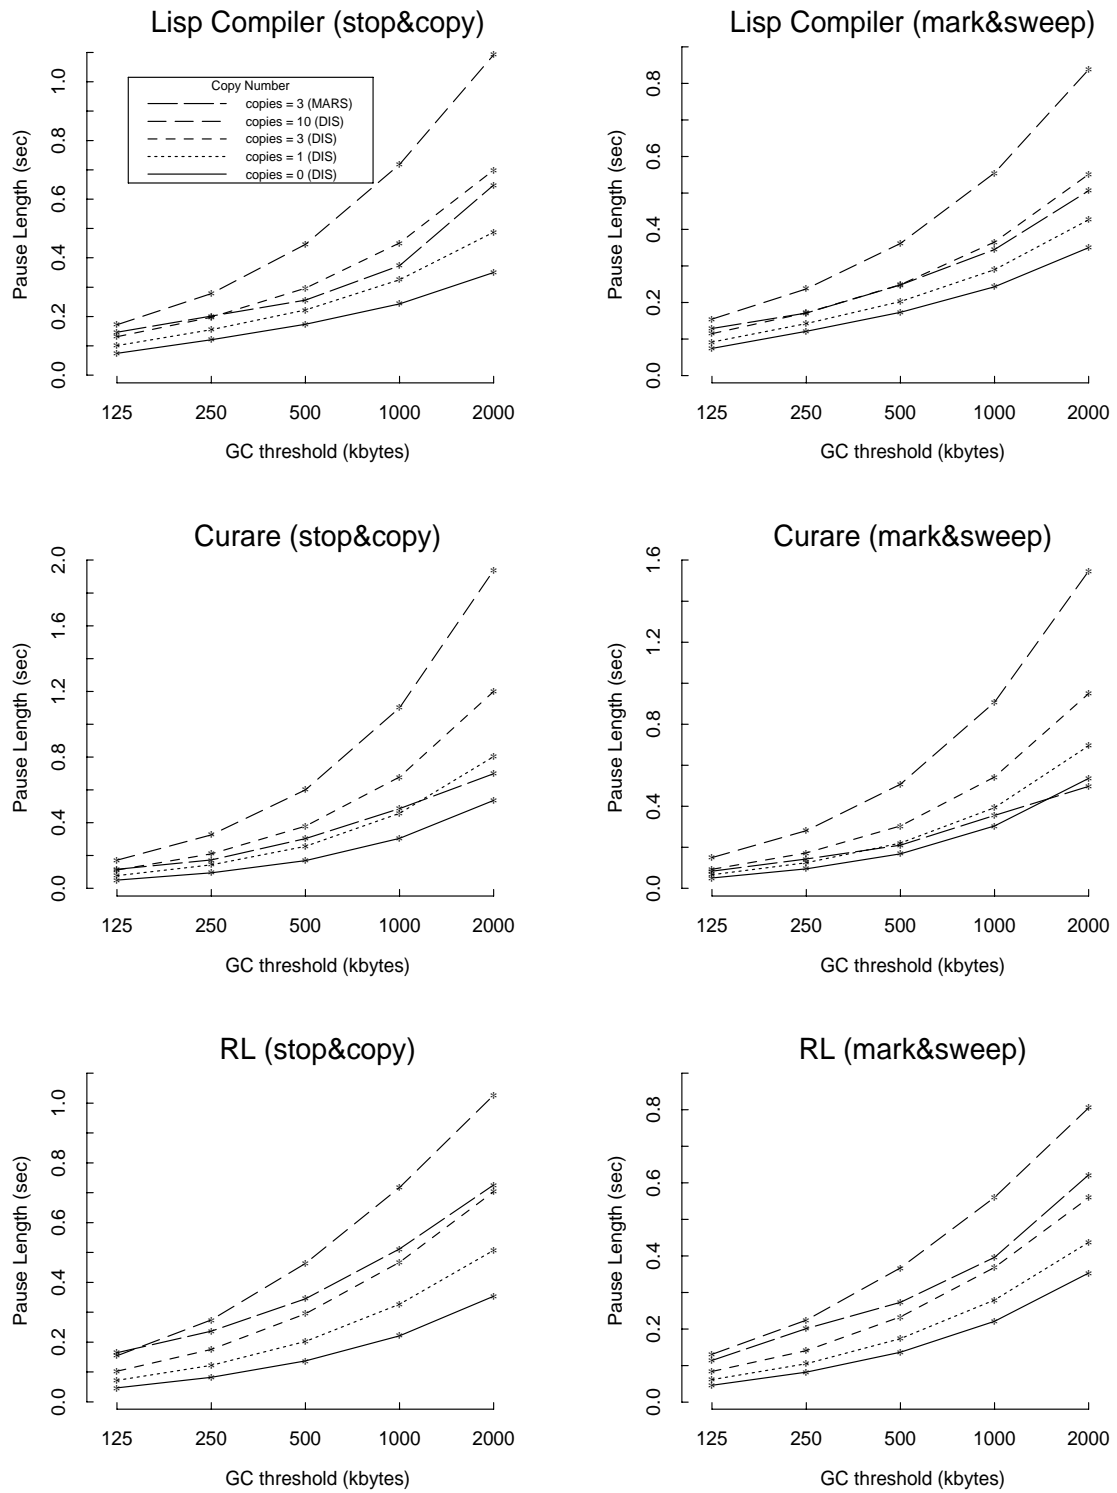 Lisp Compiler (stop&copy)
Pause Length (sec)
1.0
0.8
0.6
0.4
0.2
0.0
Copy Number
copies = 3 (MARS)
copies = 10 (DIS)
copies = 3 (DIS)
copies = 1 (DIS)
copies = 0 (DIS)
125 250 500 1000 2000
GC threshold (kbytes)
Lisp Compiler (mark&sweep)
Pause Length (sec)
0.8
0.6
0.4
0.2
0.0
125 250 500 1000 2000
GC threshold (kbytes)
Curare (stop&copy)
Pause Length (sec)
2.0
1.6
1.2
0.8
0.4
0.0
125 250 500 1000 2000
GC threshold (kbytes)
Curare (mark&sweep)
Pause Length (sec)
1.6
1.2
0.8
0.4
0.0
125 250 500 1000 2000
GC threshold (kbytes)
RL (stop&copy)
Pause Length (sec)
1.0
0.8
0.6
0.4
0.2
0.0
125 250 500 1000 2000
GC threshold (kbytes)
RL (mark&sweep)
Pause Length (sec)
0.8
0.6
0.4
0.2
0.0
125 250 500 1000 2000
GC threshold (kbytes)